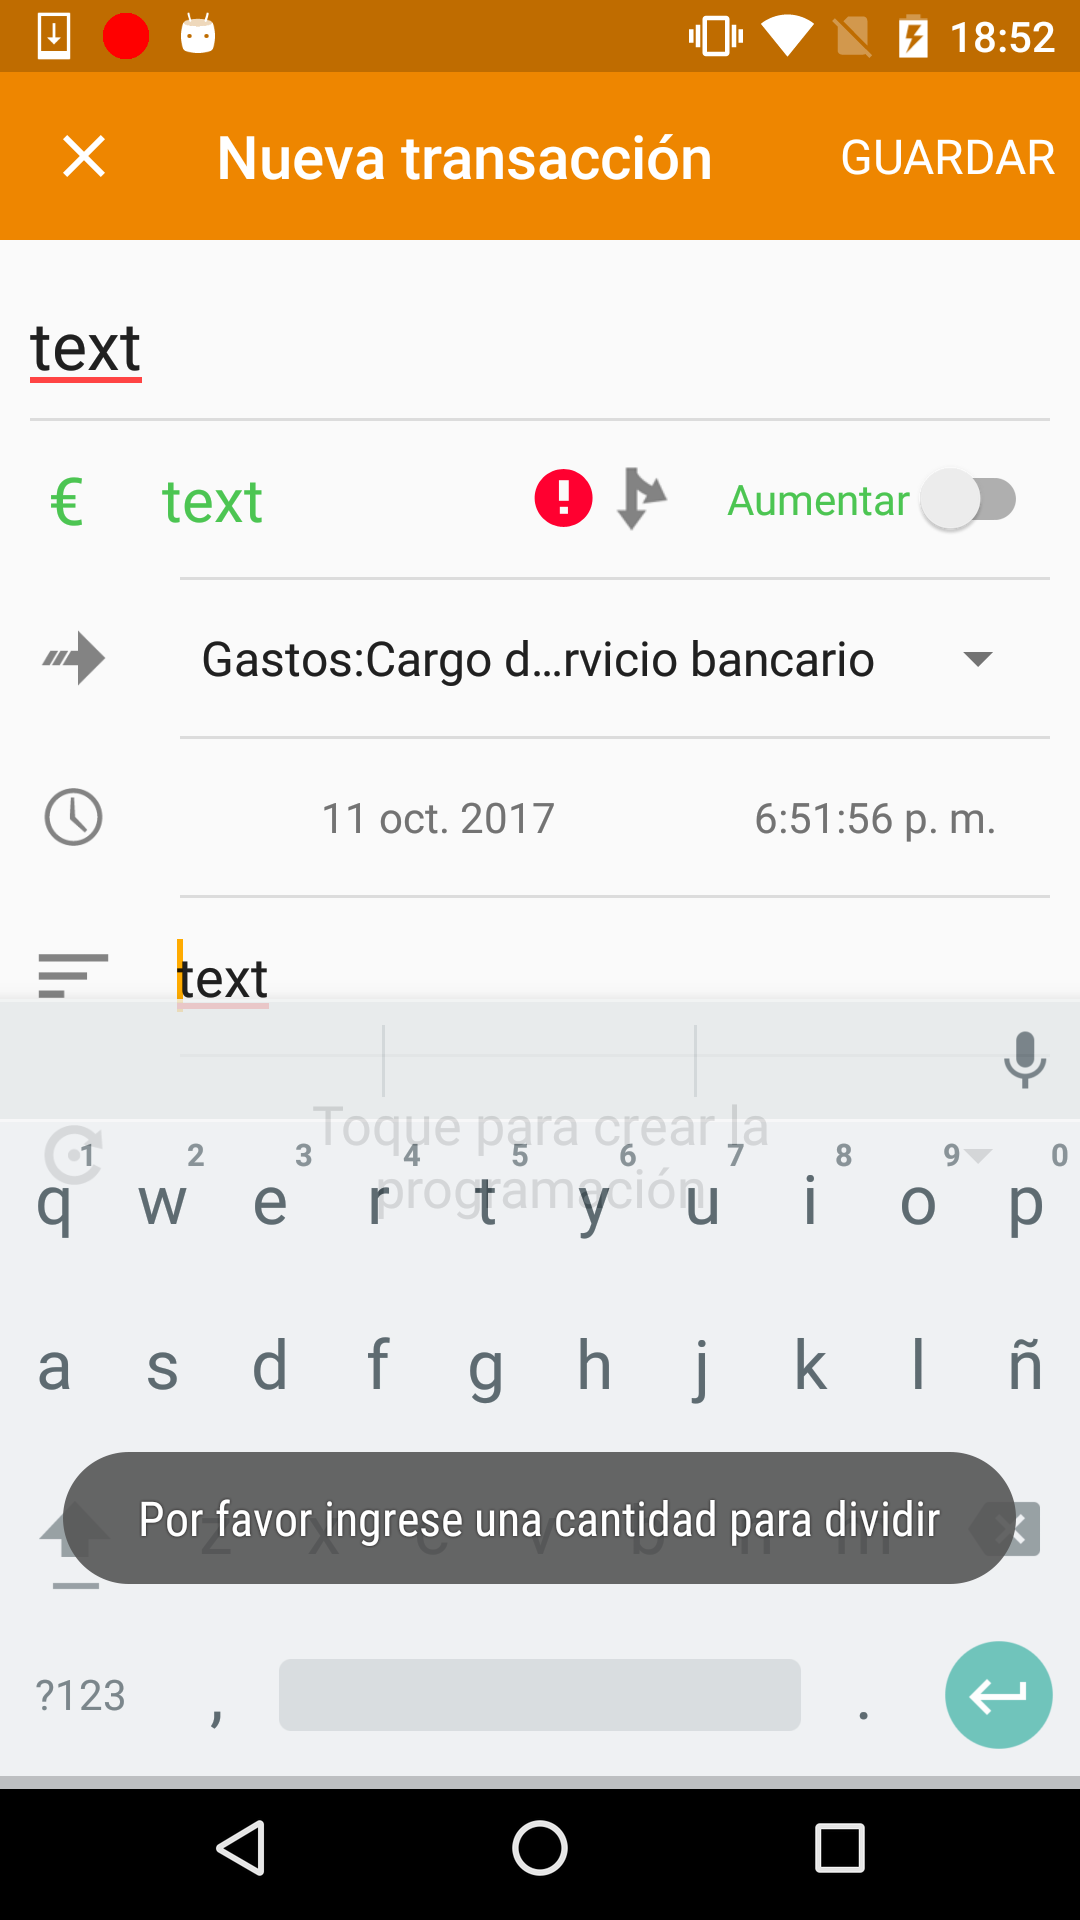 18:52
Nueva transacción
GUARDAR
text
€ text Aumentar
Gastos:Cargo d...rvicio bancario
11 oct. 2017 6:51:56 p. m.
text
Toque para crear la
programación
1 2 3 4 5 6 7 8 9 0
q w e r t y u i o p
a s d f g h j k l ñ
z x c v b n m
Por favor ingrese una cantidad para dividir
?123 , .